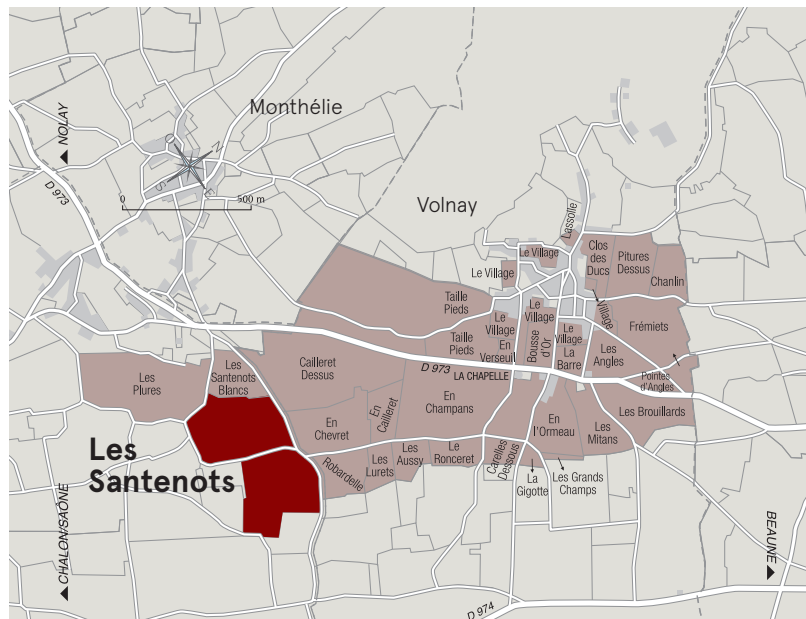 Monthélie
NOLAY
D 973
O
N
S
E
0
500 m
Volnay
Lassolle
Le Village
Le Village
Clos
des
Ducs
Pitures
Dessus
Chanlin
Village
Taille
Pieds
Le
Village
Le
Village
Frémiets
Taille
Pieds
En
Verseuil
Bousse
d'Or
Le
Village
La
Barre
Les
Angles
Pointes
d'Angles
Les
Plures
Les
Santenots
Blancs
Cailleret
Dessus
D 973
LA CHAPELLE
En
Champans
En
Cailleret
En
Chevret
Les Brouillards
En
l'Ormeau
Les
Mitans
Les
Santenots
Robardelle
Les
Lurets
Les
Aussy
Le
Ronceret
Carelles
Dessous
La
Gigotte
Les Grands
Champs
CHALON/SAÔNE
BEAUNE
D 974